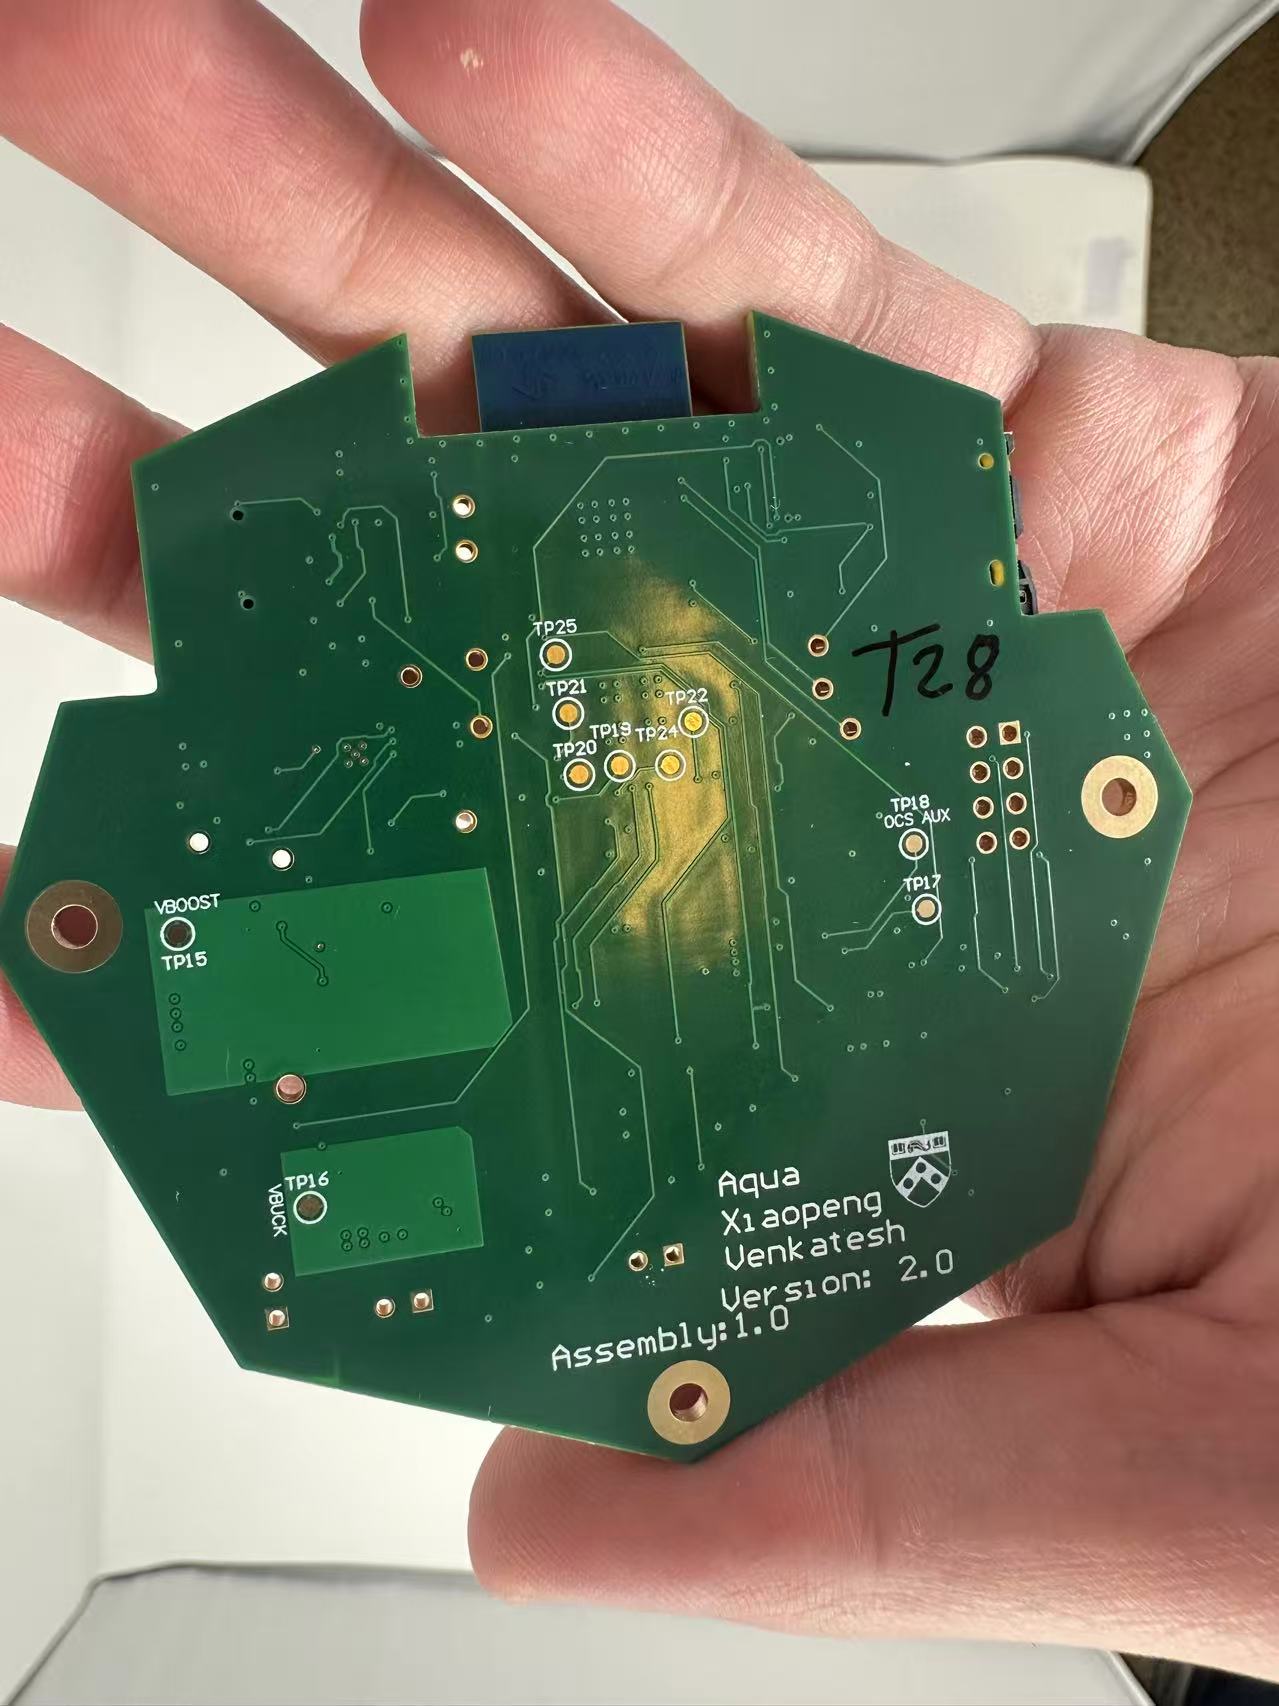 TP25
TP21
TP22
TP19
TP24
TP20
T28
TP18
OCS AUX
TP17
VBOOST
TP15
TP16
VBUCK
Aqua
Xiaopeng
Venkatesh
Version: 2.0
Assembly:1.0